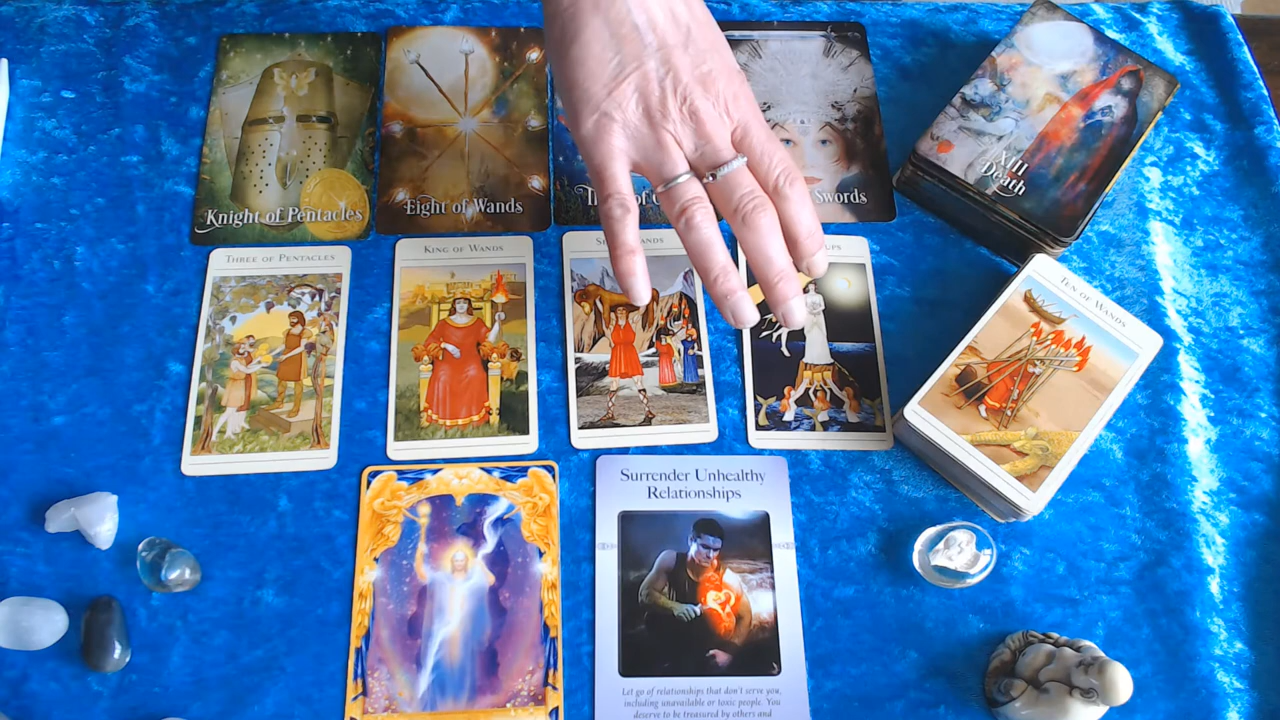 Knight of Pentacles
Eight of Wands
of
Swords
XIII
Death
THREE OF PENTACLES
KING OF WANDS
TEN OF WANDS
Surrender Unhealthy
Relationships
Let go of relationships that don't serve you,
including unavailable or toxic people. You
deserve to be treasured by others and